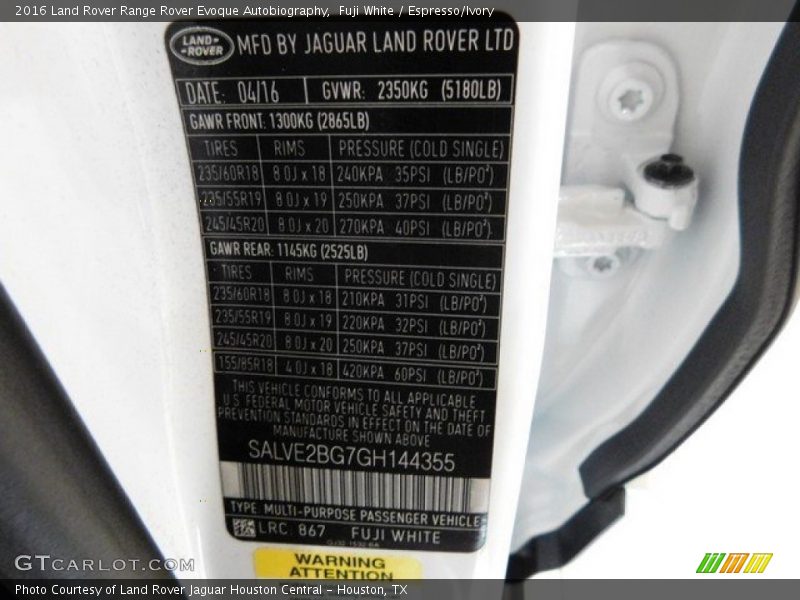 2016 Land Rover Range Rover Evoque Autobiography,  Fuji White / Espresso/Ivory
LAND-
-ROVER
MFD BY JAGUAR LAND ROVER LTD
DATE: 04/16 GVWR: 2350KG (5180LB)
GAWR FRONT: 1300KG (2865LB)
TIRES RIMS PRESSURE (COLD SINGLE)
235/60R18 8.0J x 18 240KPA 35PSI (LB/PO²)
235/55R19 8.0J x 19 250KPA 37PSI (LB/PO²)
245/45R20 8.0J x 20 270KPA 40PSI (LB/PO²).
GAWR REAR: 1145KG (2525LB)
TIRES RIMS PRESSURE (COLD SINGLE)
235/60R18 8.0J x 18 210KPA 31PSI (LB/PO²)
235/55R19 8.0J x 19 220KPA 32PSI (LB/PO²)
245/45R20 8.0J x 20 250KPA 37PSI (LB/PO²)
155/85R18 4.0J x 18 420KPA 60PSI (LB/PO²)
THIS VEHICLE CONFORMS TO ALL APPLICABLE
U.S. FEDERAL MOTOR VEHICLE SAFETY AND THEFT
PREVENTION STANDARDS IN EFFECT ON THE DATE OF
MANUFACTURE SHOWN ABOVE
SALVE2BG7GH144355
TYPE MULTI-PURPOSE PASSENGER VEHICLE
LRC. 867 FUJI WHITE
WARNING
ATTENTION
GTCARLOT.COM
Photo Courtesy of Land Rover Jaguar Houston Central - Houston, TX